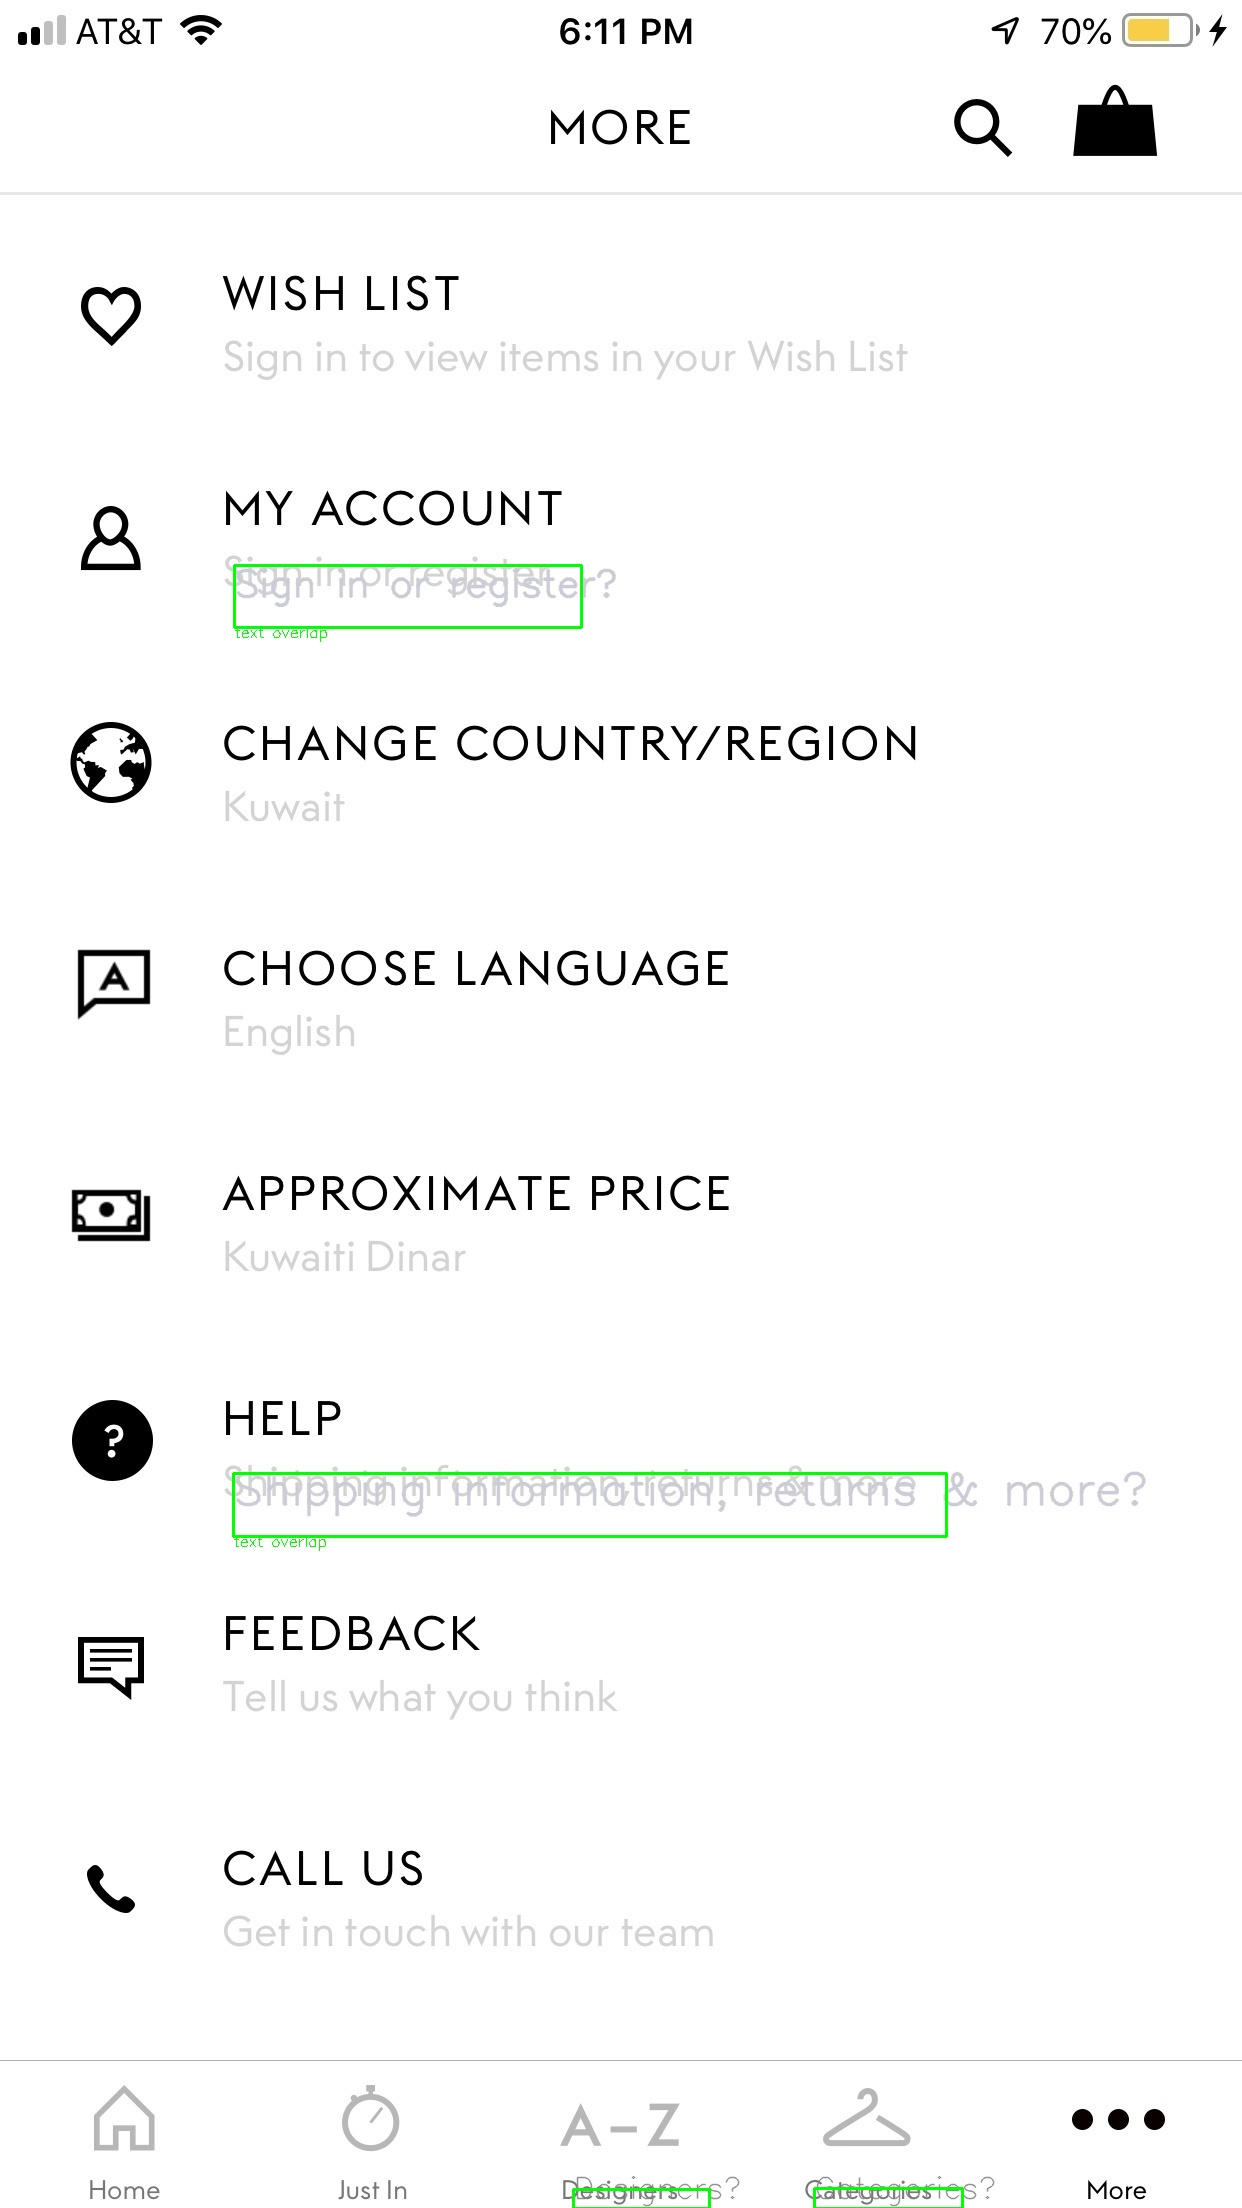 AT&T 6:11 PM 70%
MORE
WISH LIST
Sign in to view items in your Wish List
MY ACCOUNT
Sign in or register
Sign in or register?
text overlap
CHANGE COUNTRY/REGION
Kuwait
CHOOSE LANGUAGE
A
English
APPROXIMATE PRICE
Kuwaiti Dinar
HELP
?
Shipping information, returns & more
Shipping information, returns & more?
text overlap
FEEDBACK
Tell us what you think
CALL US
Get in touch with our team
A–Z
Home Just In Designers Categories More
Designers? Categories?